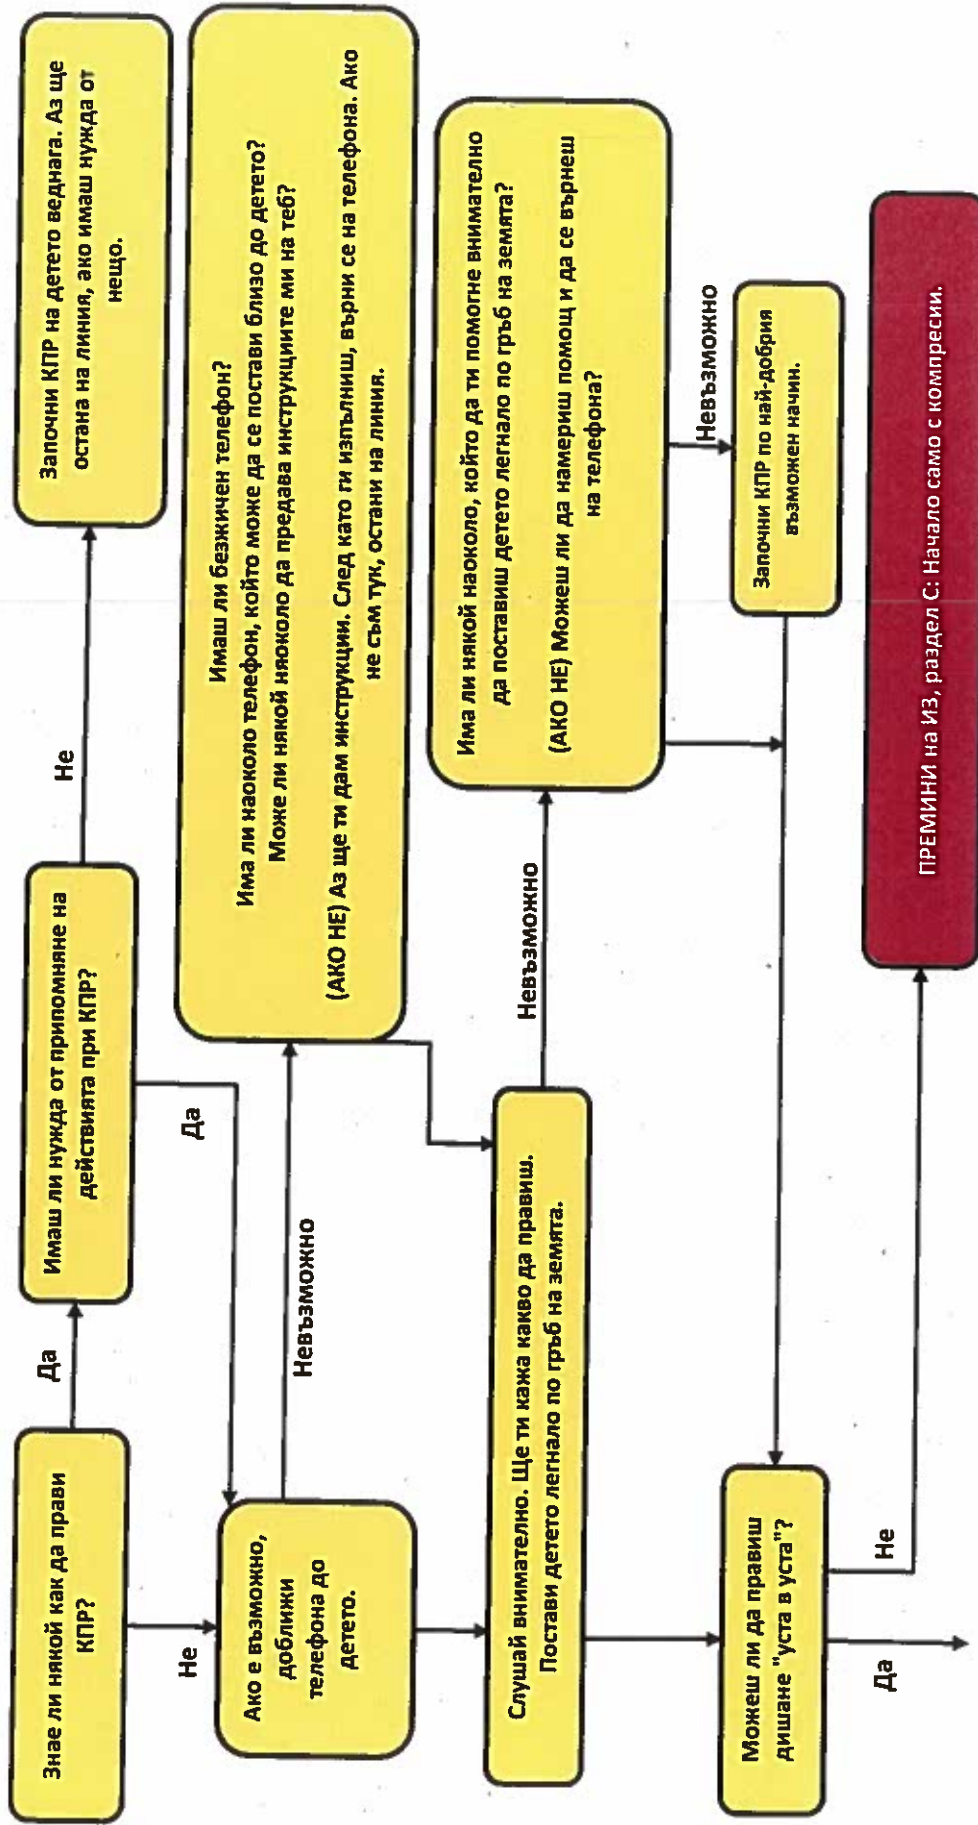 Знае ли някой как да прави
КПР?
Да
Имаш ли нужда от припомняне на
действията при КПР?
Не
Започни КПР на детето веднага. Аз ще
остана на линия, ако имаш нужда от
нещо.
Не
Да
Ако е възможно,
доближи
телефона до
детето.
Невъзможно
Имаш ли безжичен телефон?
Има ли наоколо телефон, който може да се постави близо до детето?
Може ли някой няоколо да предава инструкциите ми на теб?
(АКО НЕ) Аз ще ти дам инструкции. След като ги изпълниш, върни се на телефона. Ако
не съм тук, остани на линия.
Слушай внимателно. Ще ти кажа какво да правиш.
Постави детето легнало по гръб на земята.
Невъзможно
Има ли някой наоколо, който да ти помогне внимателно
да поставиш детето легнало по гръб на земята?
(АКО НЕ) Можеш ли да намериш помощ и да се върнеш
на телефона?
Невъзможно
Започни КПР по най-добрия
възможен начин.
Можеш ли да правиш
дишане "уста в уста"?
Не
Да
ПРЕМИНИ на ИЗ, раздел С: Начало само с компресии.